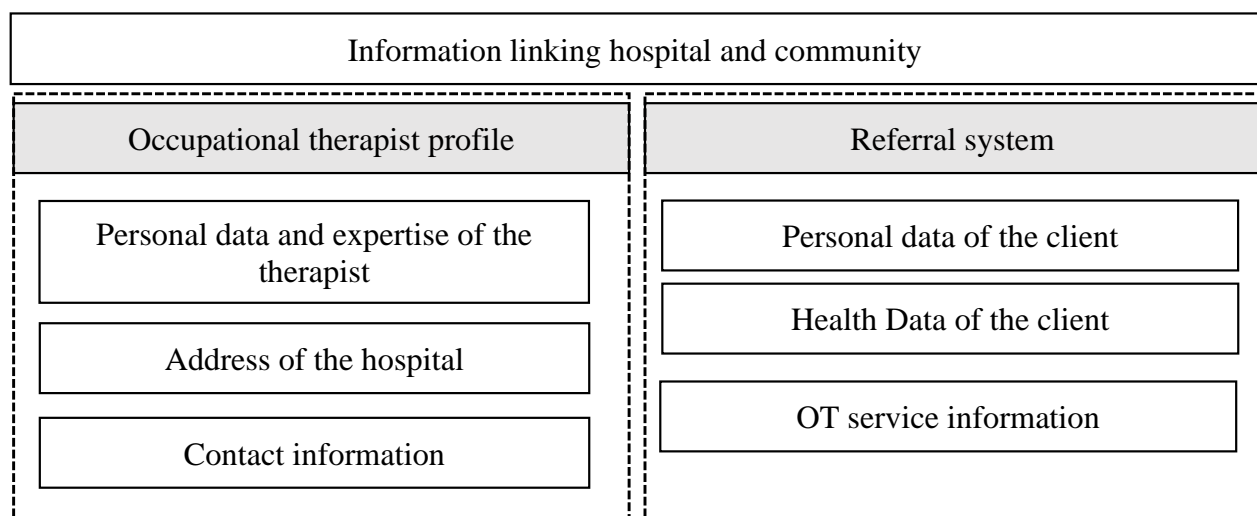 Information linking hospital and community
Occupational therapist profile
Personal data and expertise of the
therapist
Address of the hospital
Contact information
Referral system
Personal data of the client
Health Data of the client
OT service information